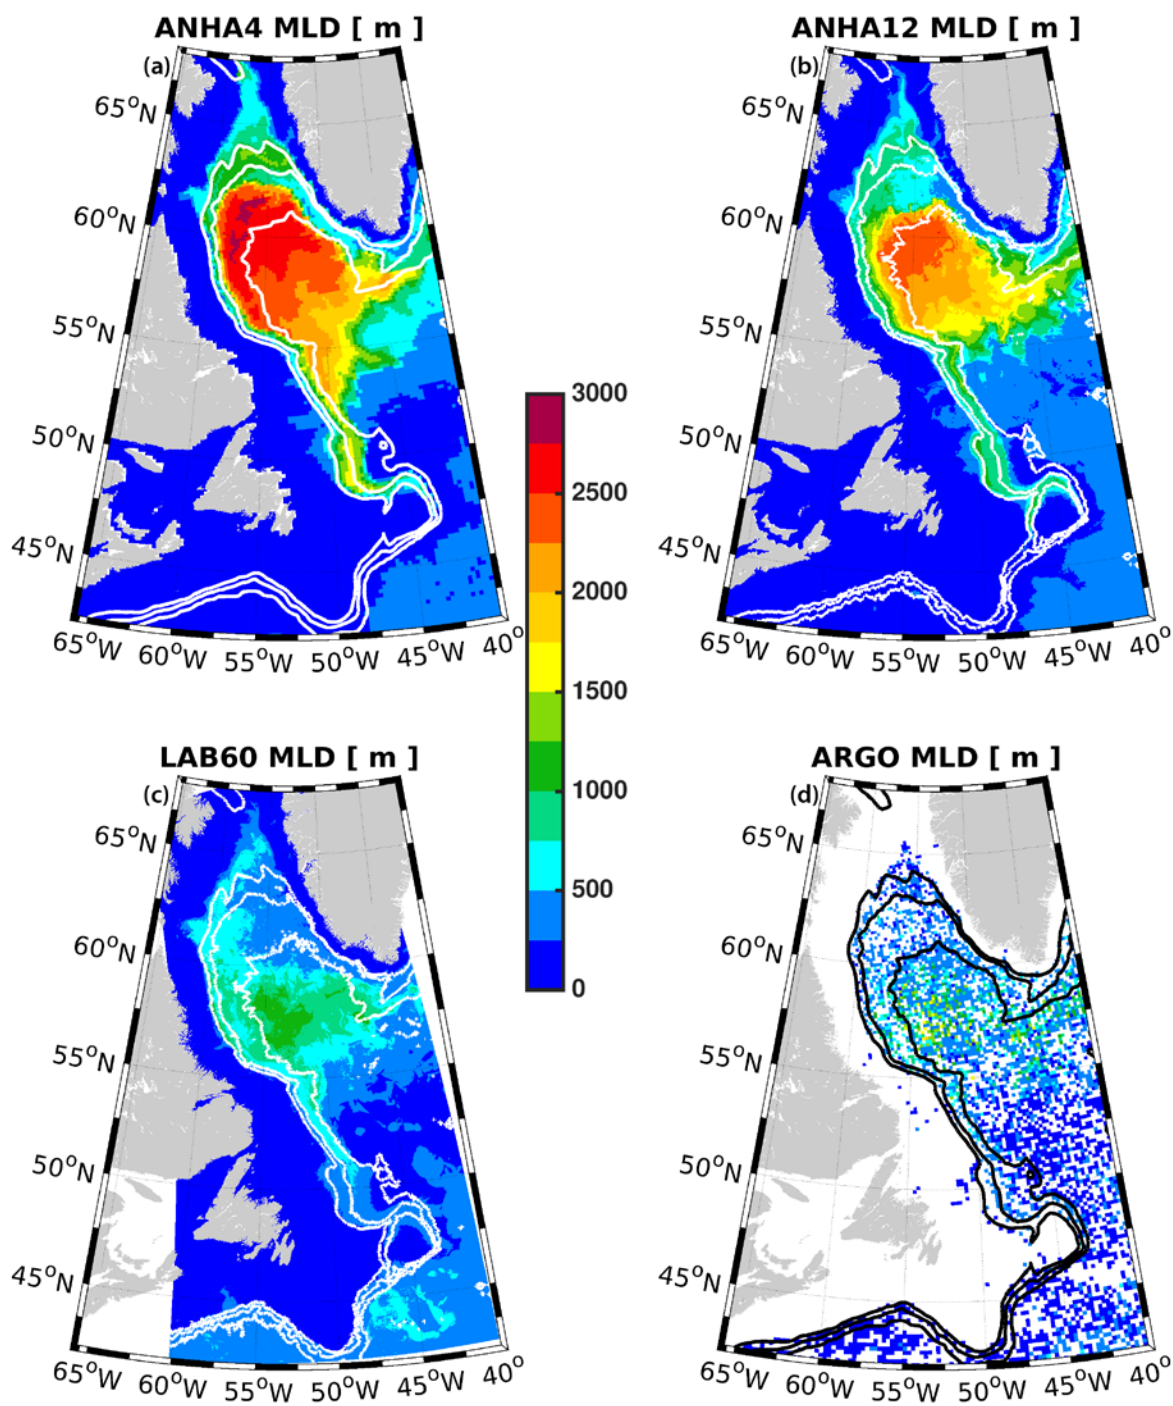 ANHA4 MLD [ m ]
(a)
65°N
60°N
55°N
50°N
45°N
65°W
60°W
55°W
50°W
45°W
40°
ANHA12 MLD [ m ]
(b)
65°N
60°N
55°N
50°N
45°N
65°W
60°W
55°W
50°W
45°W
40°
3000
2500
2000
1500
1000
500
0
LAB60 MLD [ m ]
(c)
65°N
60°N
55°N
50°N
45°N
65°W
60°W
55°W
50°W
45°W
40°
ARGO MLD [ m ]
(d)
65°N
60°N
55°N
50°N
45°N
65°W
60°W
55°W
50°W
45°W
40°